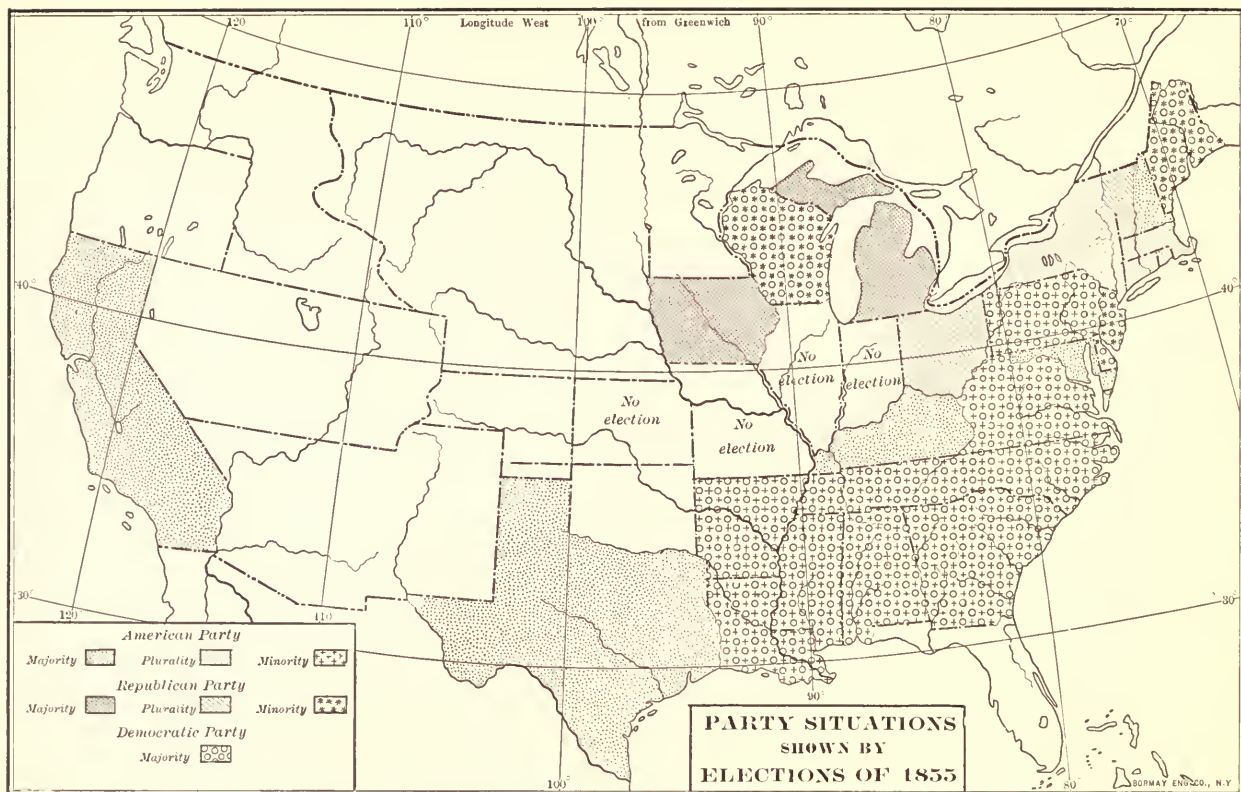 120 110° Longitude West 100° from Greenwich 90° 80 70°
40° 40°
No
election
No
election
No
election
No
election
30° 30°
120 110 90° 100° 80
American Party
Majority Plurality Minority
Republican Party
Majority Plurality Minority
Democratic Party
Majority
PARTY SITUATIONS
SHOWN BY
ELECTIONS OF 1855
BORMAY ENG. CO., N.Y